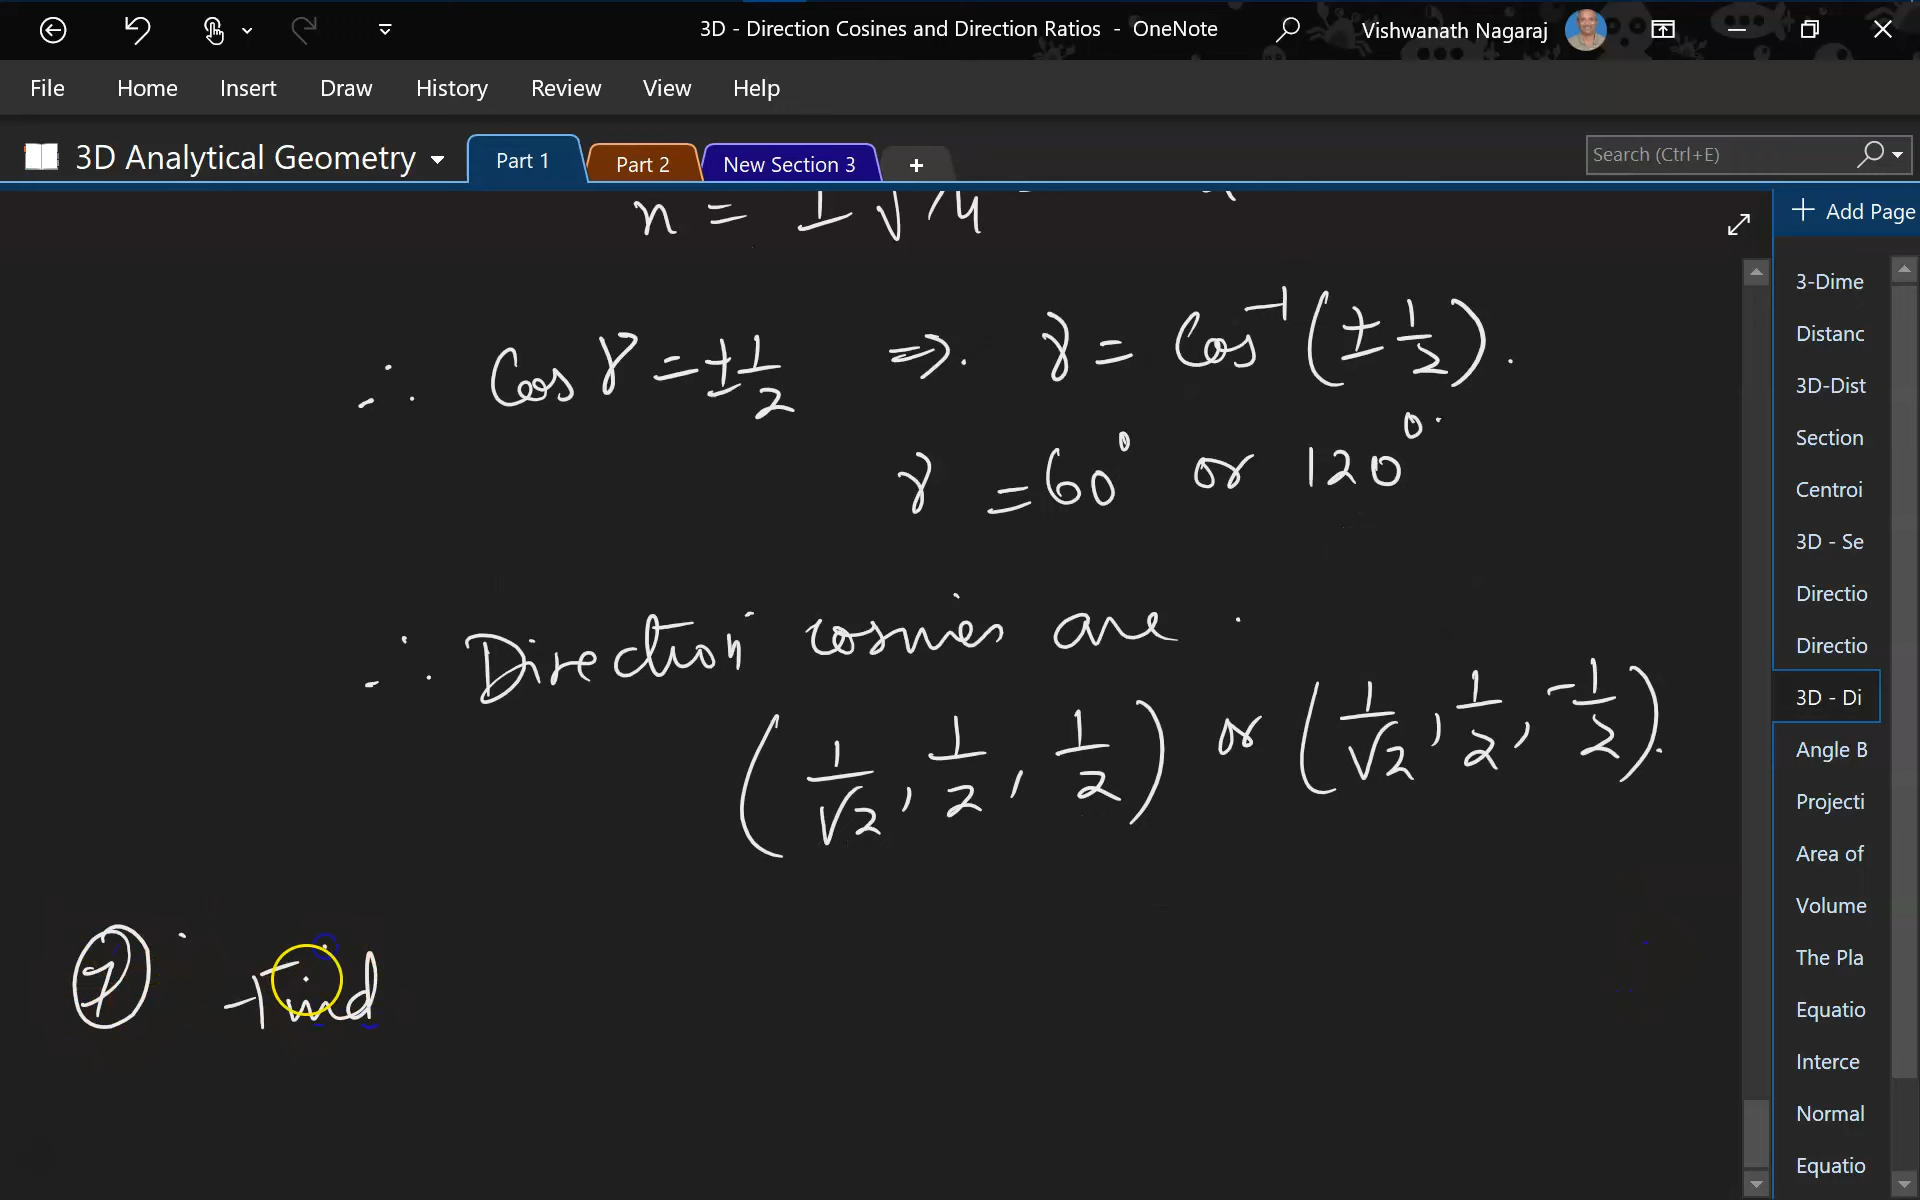 3D - Direction Cosines and Direction Ratios - OneNote
Vishwanath Nagaraj
File Home Insert Draw History Review View Help
3D Analytical Geometry Part 1 Part 2 New Section 3 +
Search (Ctrl+E)
+ Add Page
3-Dime
Distanc
3D-Dist
Section
Centroi
3D - Se
Directio
Directio
3D - Di
Angle B
Projecti
Area of
Volume
The Pla
Equatio
Interce
Normal
Equatio
n = ± √1/4
∴ Cos γ = ± 1/2 ⇒ γ = Cos⁻¹ (± 1/2).
γ = 60° or 120°.
∴ Direction cosines are
(1/√2, 1/2, 1/2) or (1/√2, 1/2, -1/2).
Find